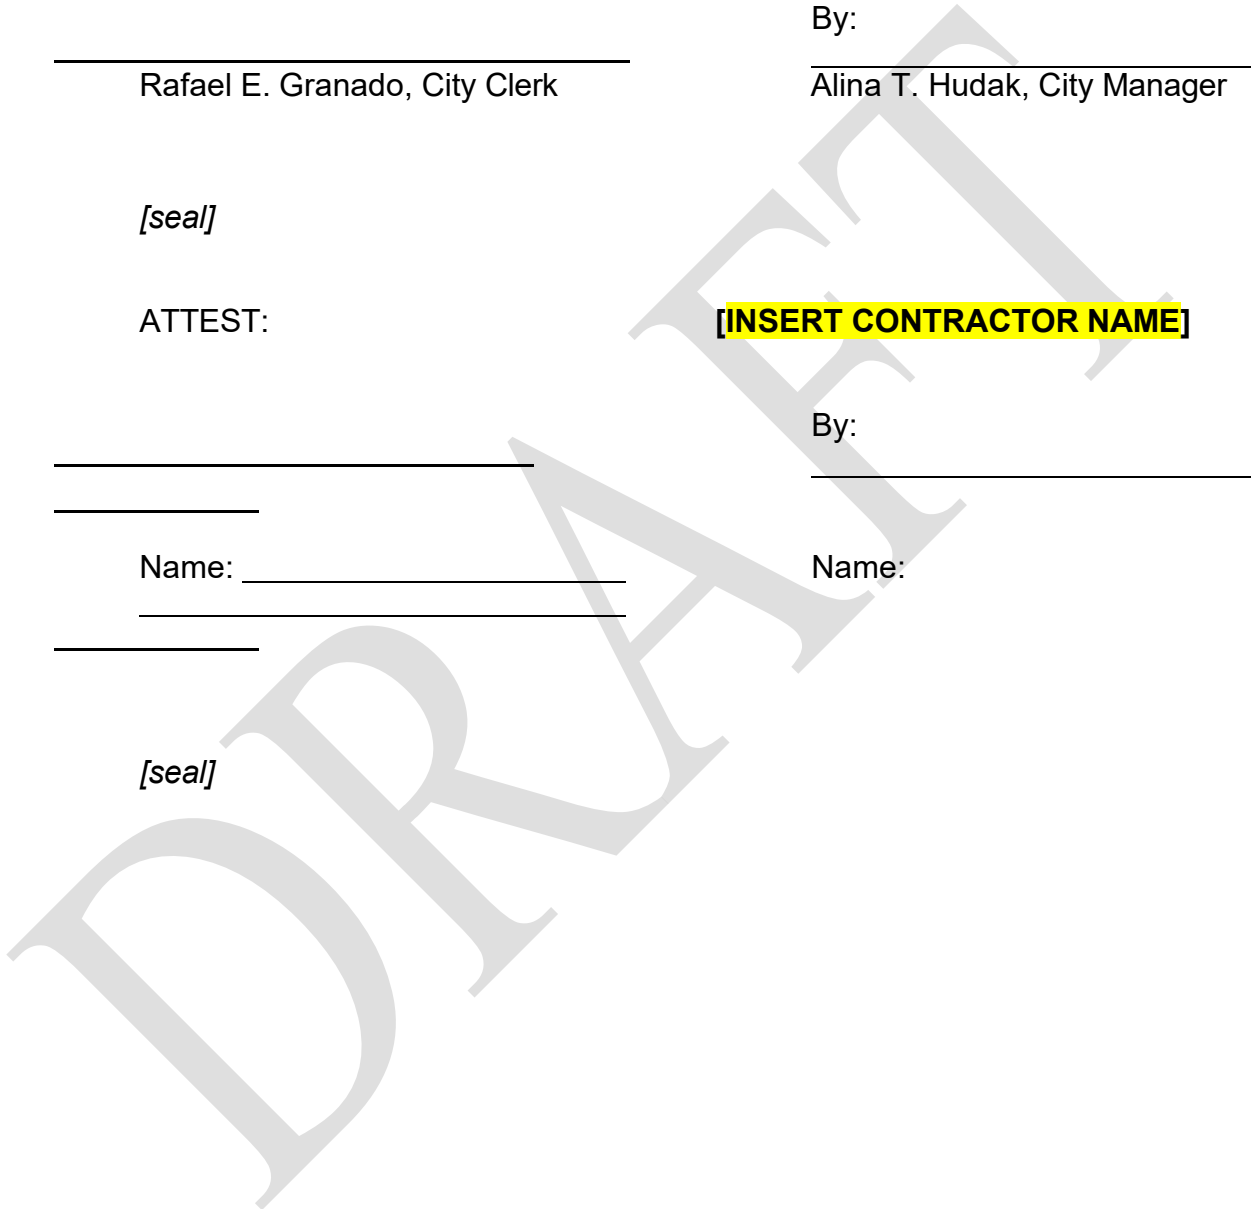 By:
Rafael E. Granado, City Clerk
Alina T. Hudak, City Manager
[seal]
ATTEST:
[INSERT CONTRACTOR NAME]
By:
Name:
Name:
[seal]
DRAFT